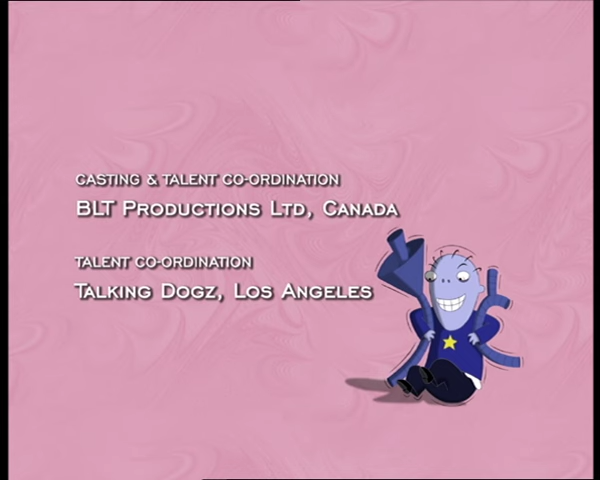 CASTING & TALENT CO-ORDINATION
BLT PRODUCTIONS LTD, CANADA
TALENT CO-ORDINATION
TALKING DOGZ, LOS ANGELES